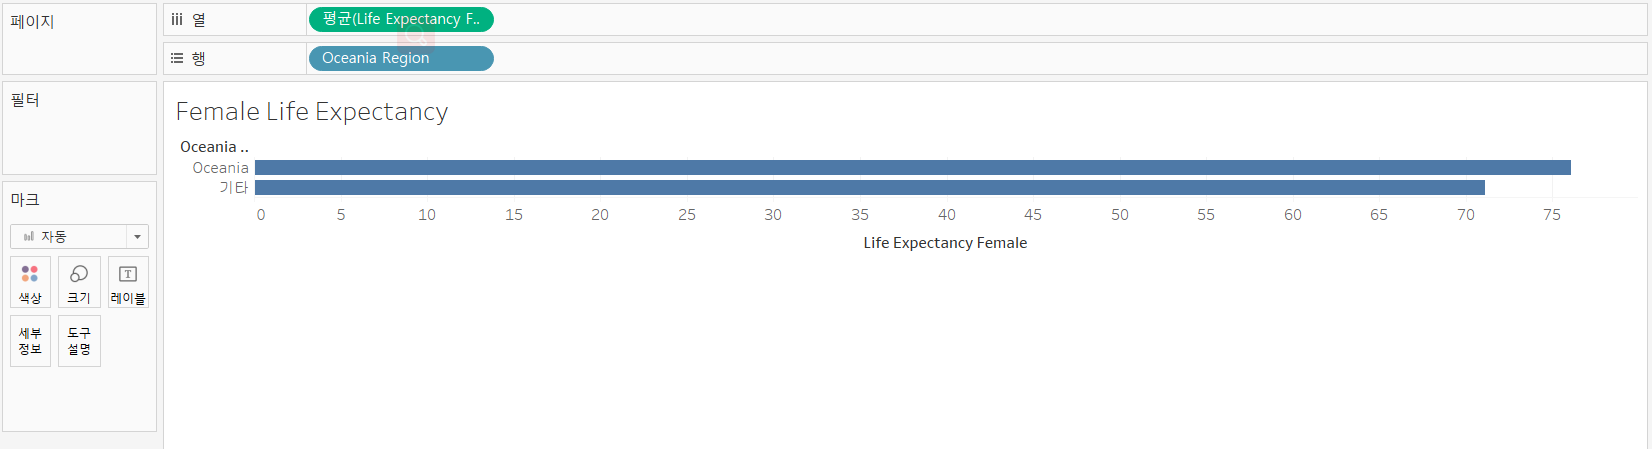 페이지
열
평균(Life Expectancy F..
행
Oceania Region
필터
마크
자동
색상
크기
T
레이블
세부
정보
도구
설명
Female Life Expectancy
Oceania ..
Oceania
기타
0 5 10 15 20 25 30 35 40 45 50 55 60 65 70 75
Life Expectancy Female